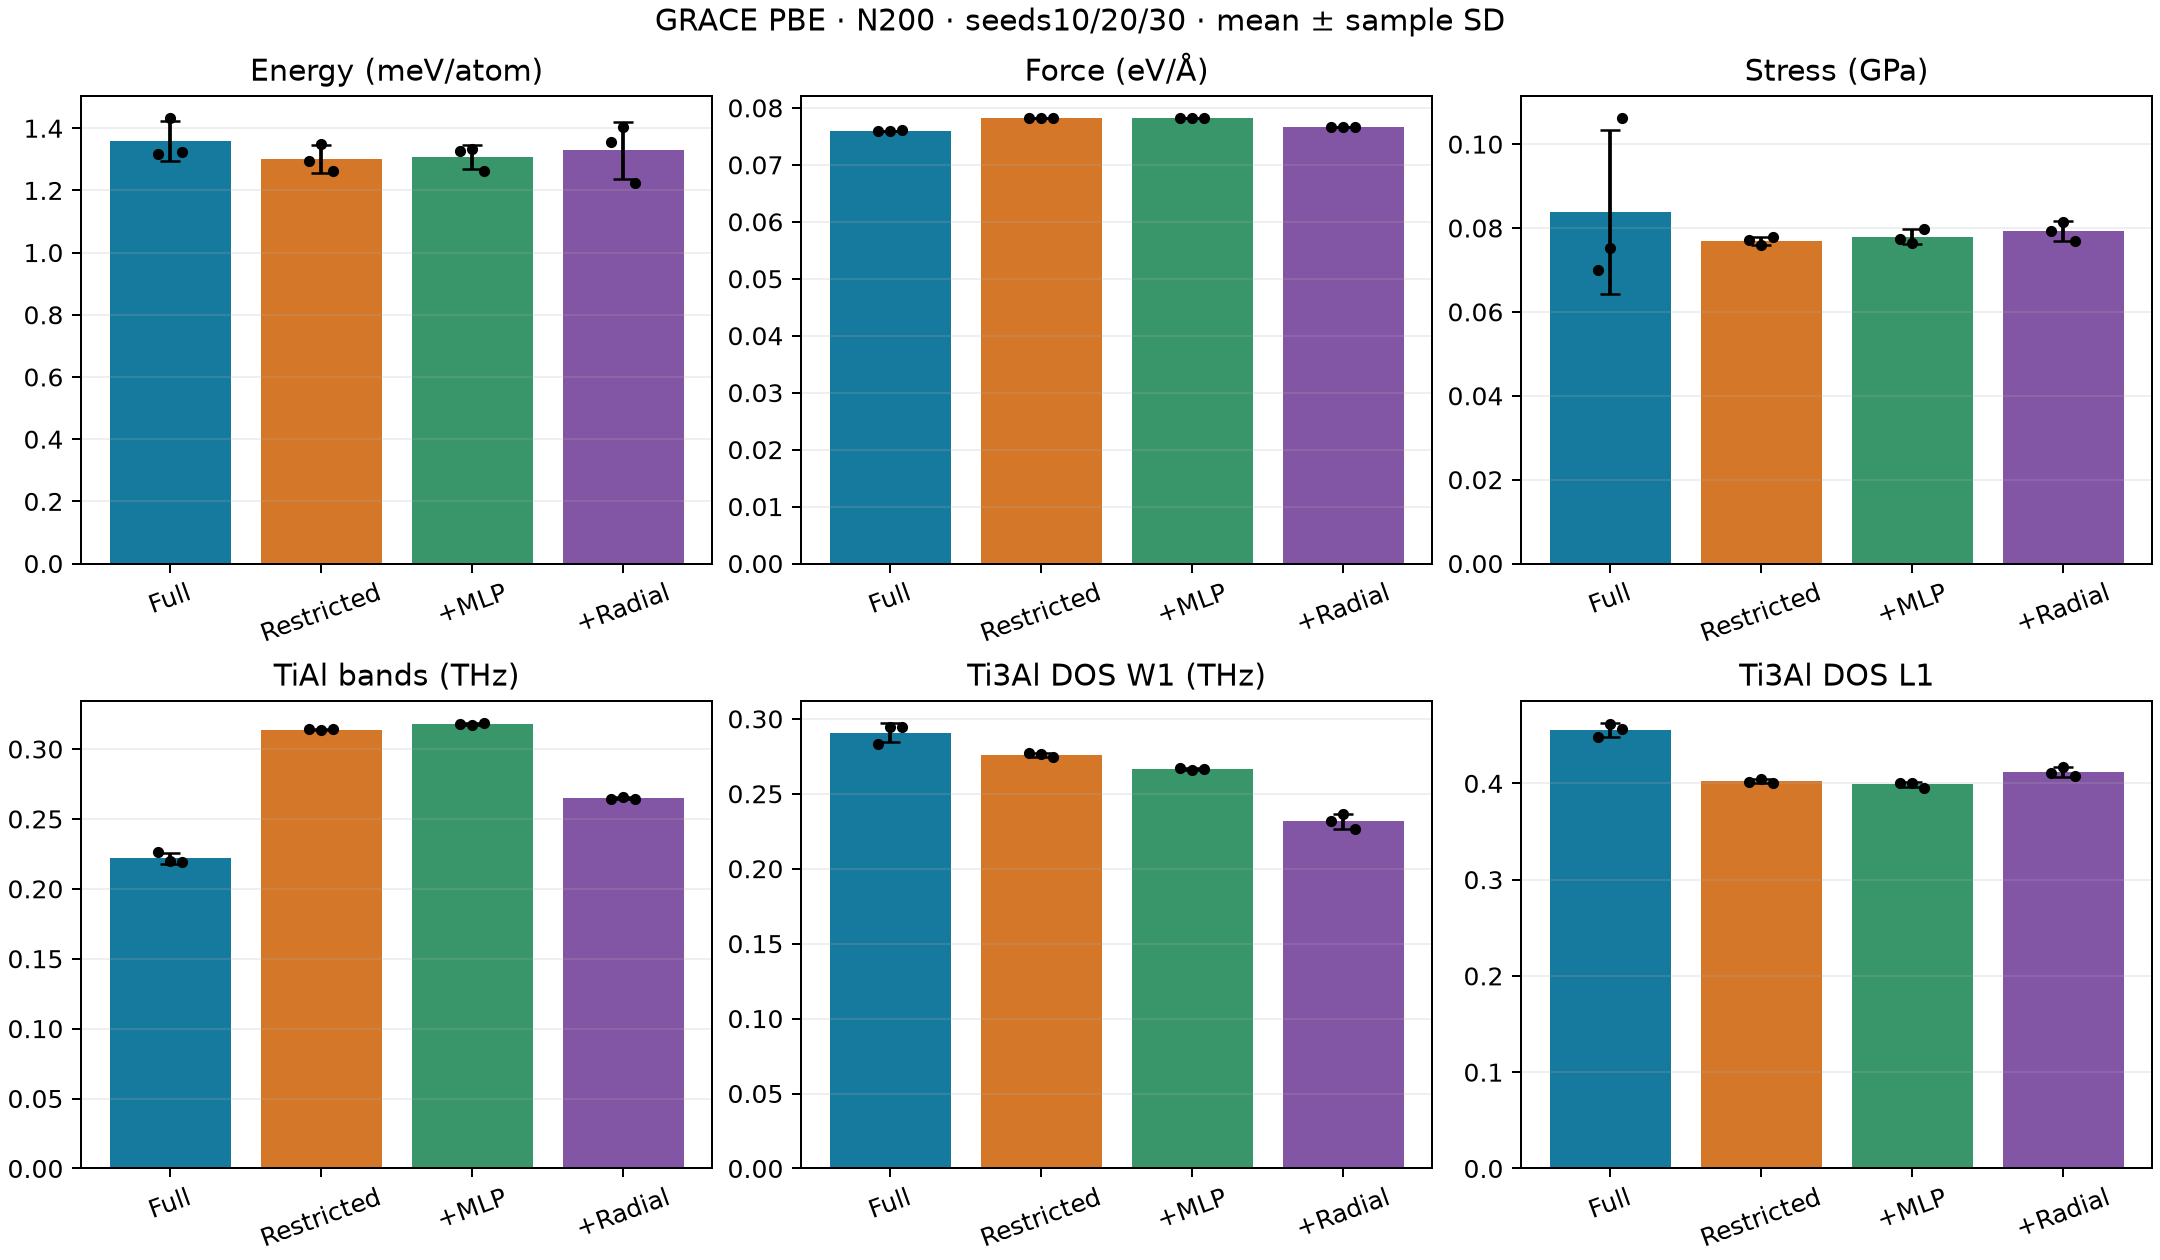 GRACE PBE · N200 · seeds10/20/30 · mean ± sample SD
Energy (meV/atom)
1.4
1.2
1.0
0.8
0.6
0.4
0.2
0.0
Full
Restricted
+MLP
+Radial
Force (eV/Å)
0.08
0.07
0.06
0.05
0.04
0.03
0.02
0.01
0.00
Full
Restricted
+MLP
+Radial
Stress (GPa)
0.10
0.08
0.06
0.04
0.02
0.00
Full
Restricted
+MLP
+Radial
TiAl bands (THz)
0.30
0.25
0.20
0.15
0.10
0.05
0.00
Full
Restricted
+MLP
+Radial
Ti3Al DOS W1 (THz)
0.30
0.25
0.20
0.15
0.10
0.05
0.00
Full
Restricted
+MLP
+Radial
Ti3Al DOS L1
0.4
0.3
0.2
0.1
0.0
Full
Restricted
+MLP
+Radial